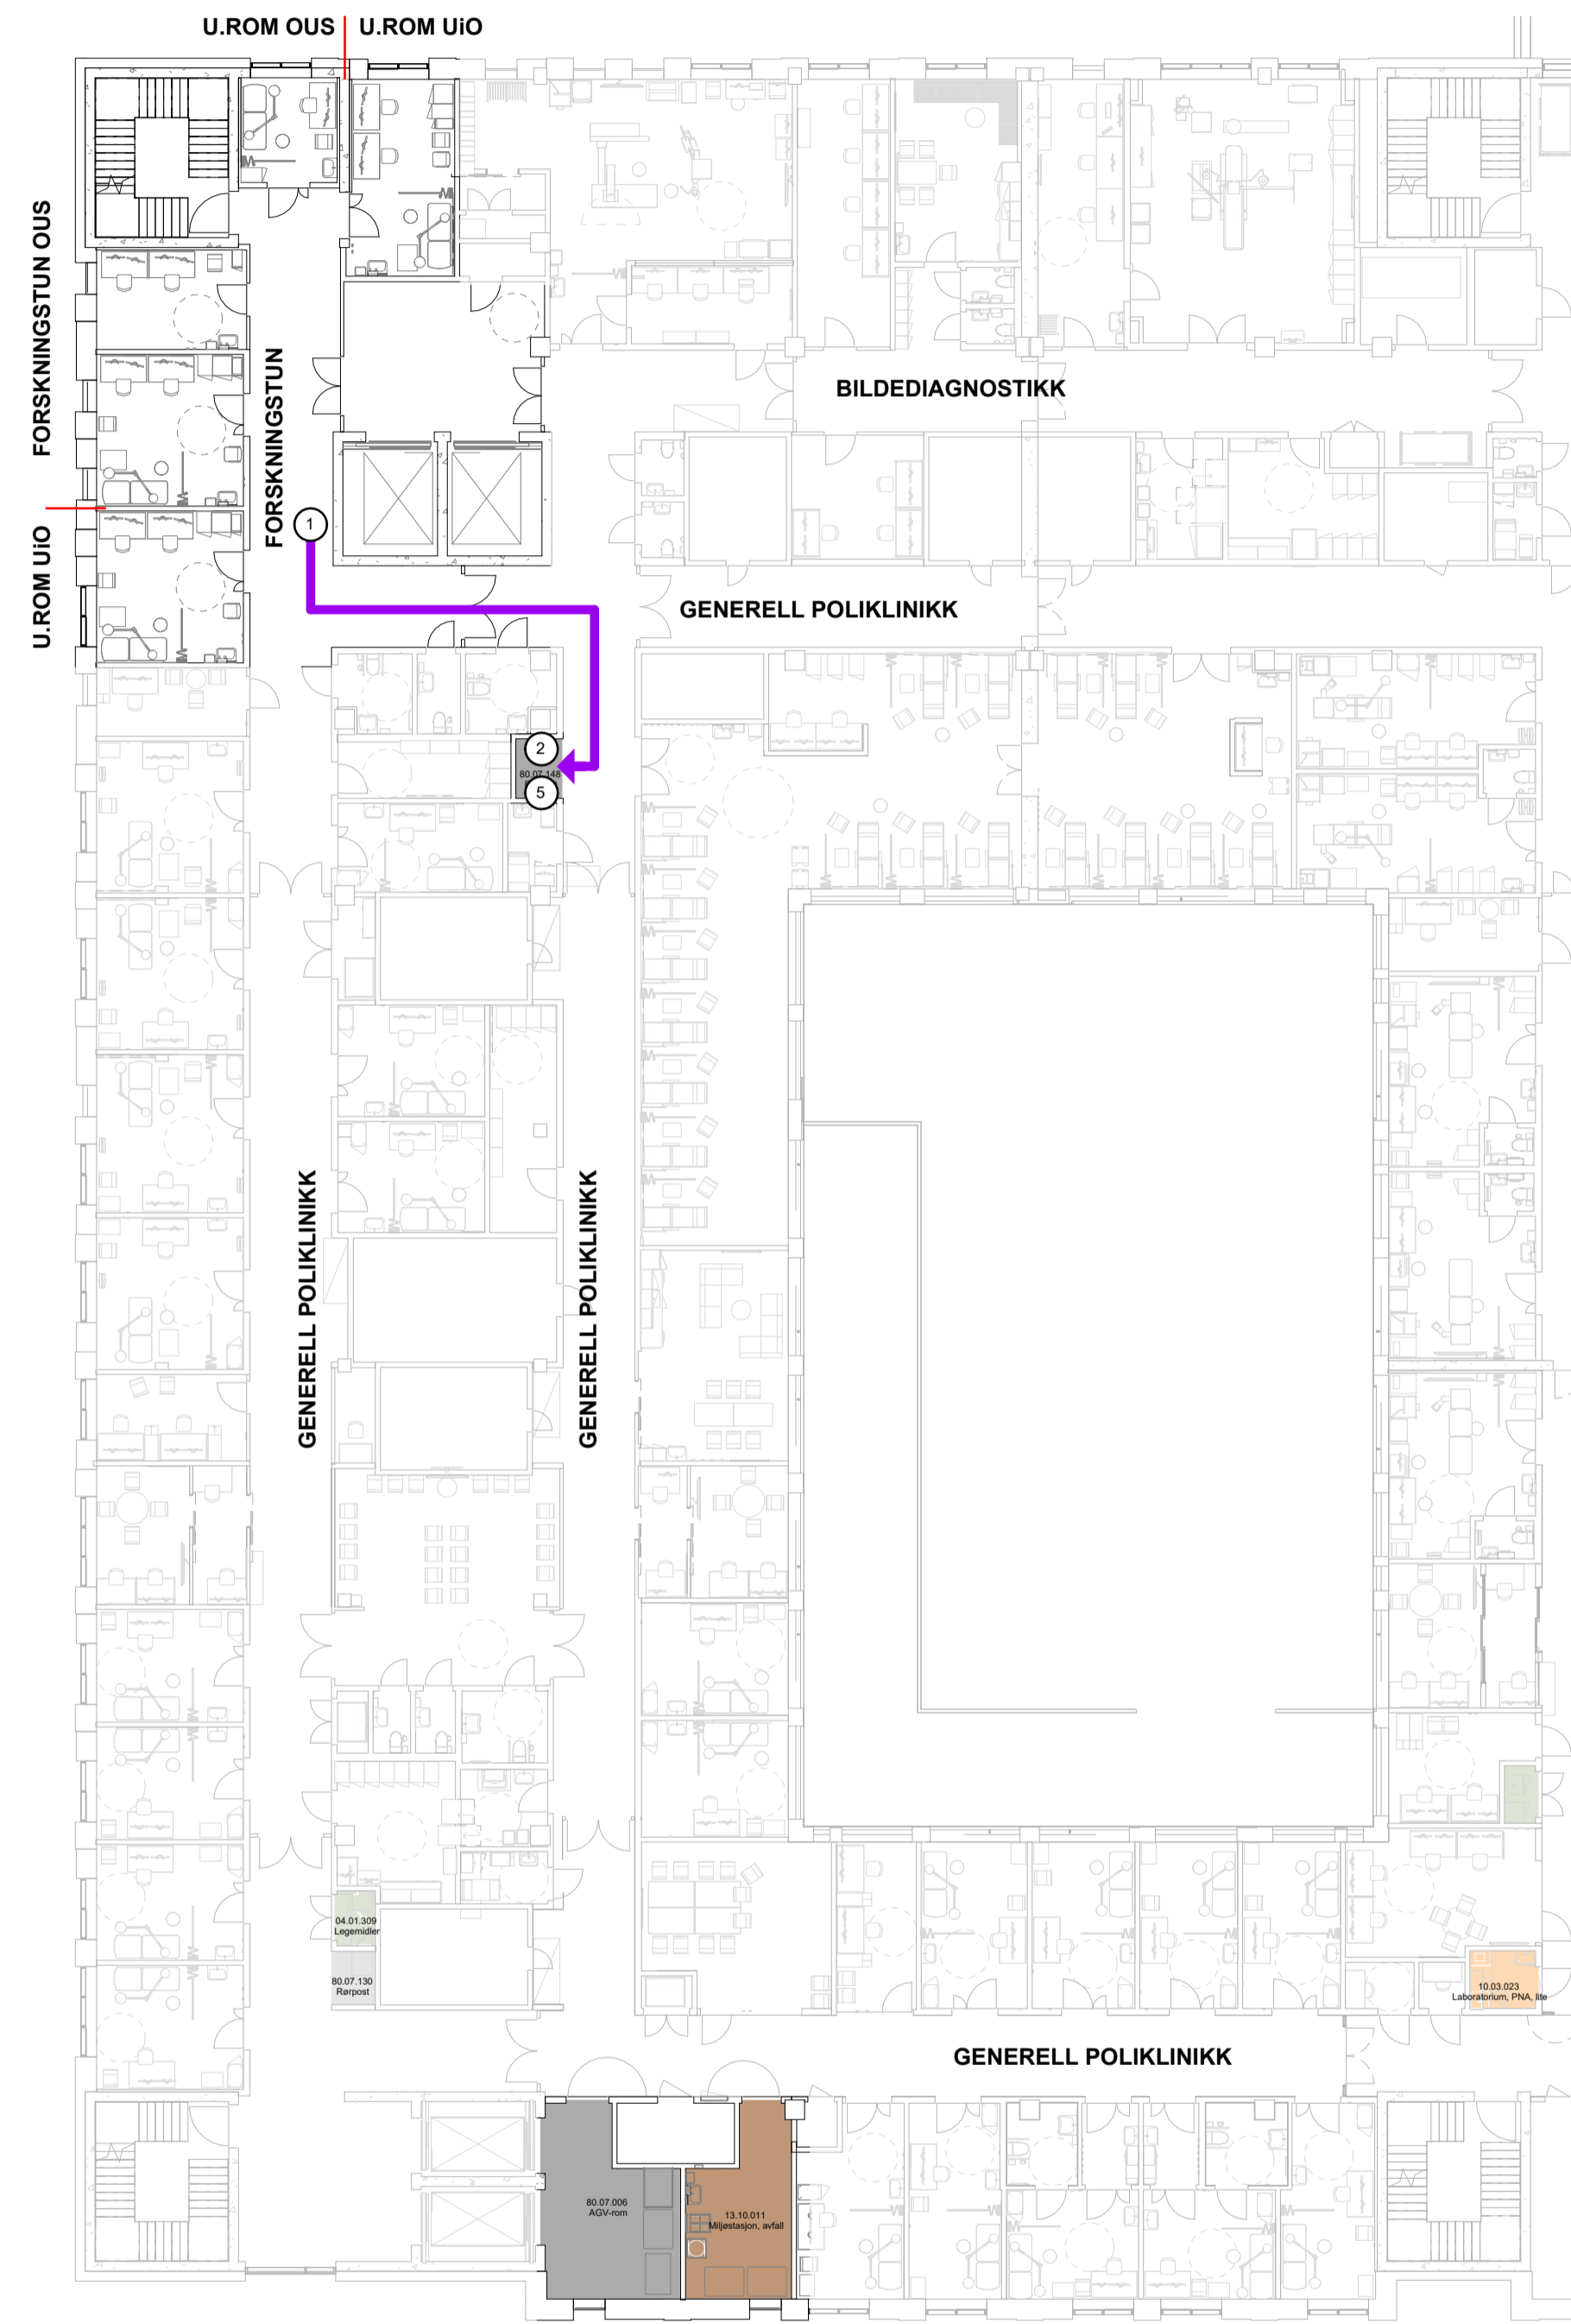 U.ROM OUS
U.ROM UiO
FORSKNINGSTUN OUS
FORSKNINGSTUN
U.ROM UiO
BILDEDIAGNOSTIKK
1
GENERELL POLIKLINIKK
2
80.07.148
5
GENERELL POLIKLINIKK
GENERELL POLIKLINIKK
04.01.309
Legemidler
80.07.130
Rørpost
10.03.023
Laboratorium, PNA, lite
GENERELL POLIKLINIKK
80.07.006
AGV-rom
13.10.011
Miljøstasjon, avfall